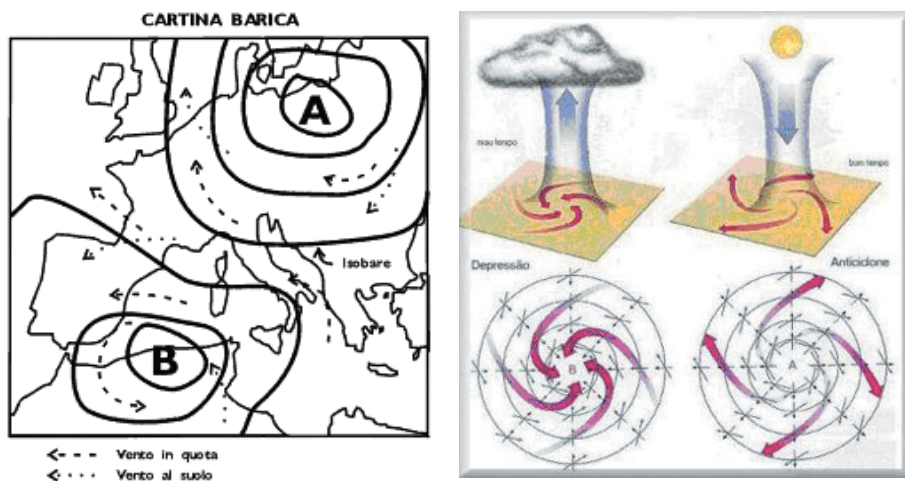 CARTINA BARICA
A
Isobare
B
Vento in quota
Vento al suolo
mau tempo
bom tempo
Depressão
Anticiclone
B
A